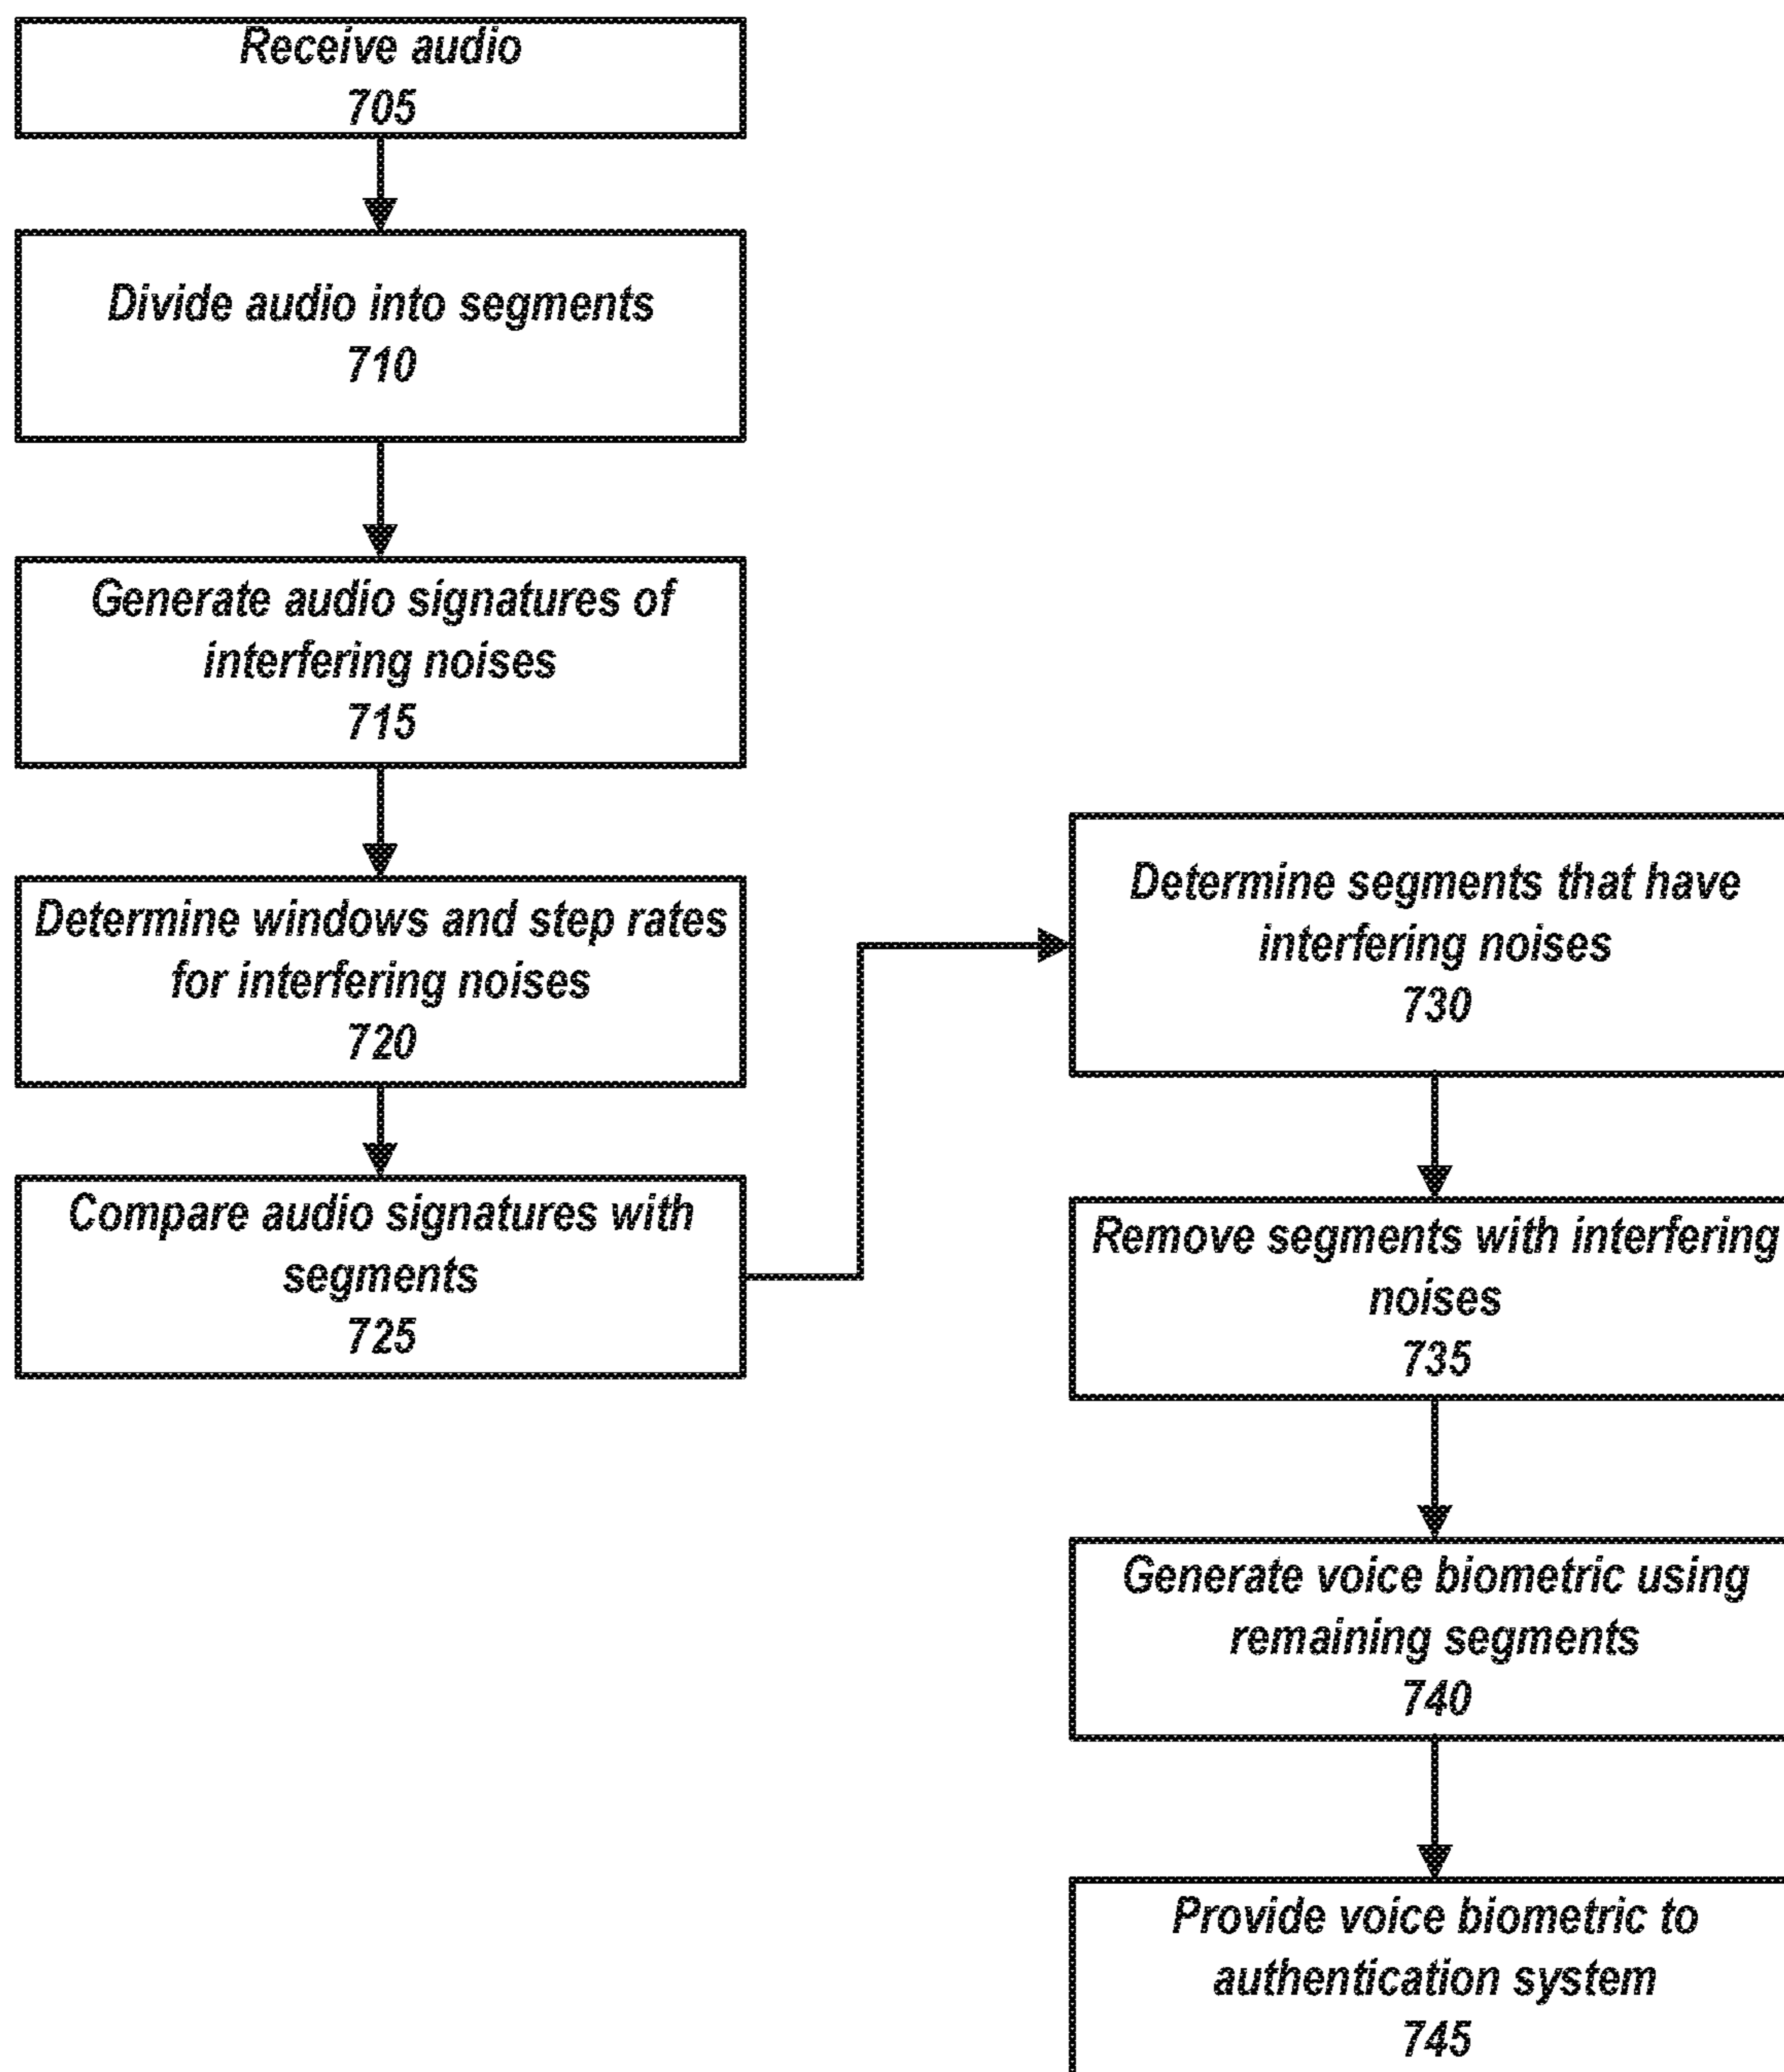 Receive audio
705
Divide audio into segments
710
Generate audio signatures of
interfering noises
715
Determine windows and step rates
for interfering noises
720
Compare audio signatures with
segments
725
Determine segments that have
interfering noises
730
Remove segments with interfering
noises
735
Generate voice biometric using
remaining segments
740
Provide voice biometric to
authentication system
745